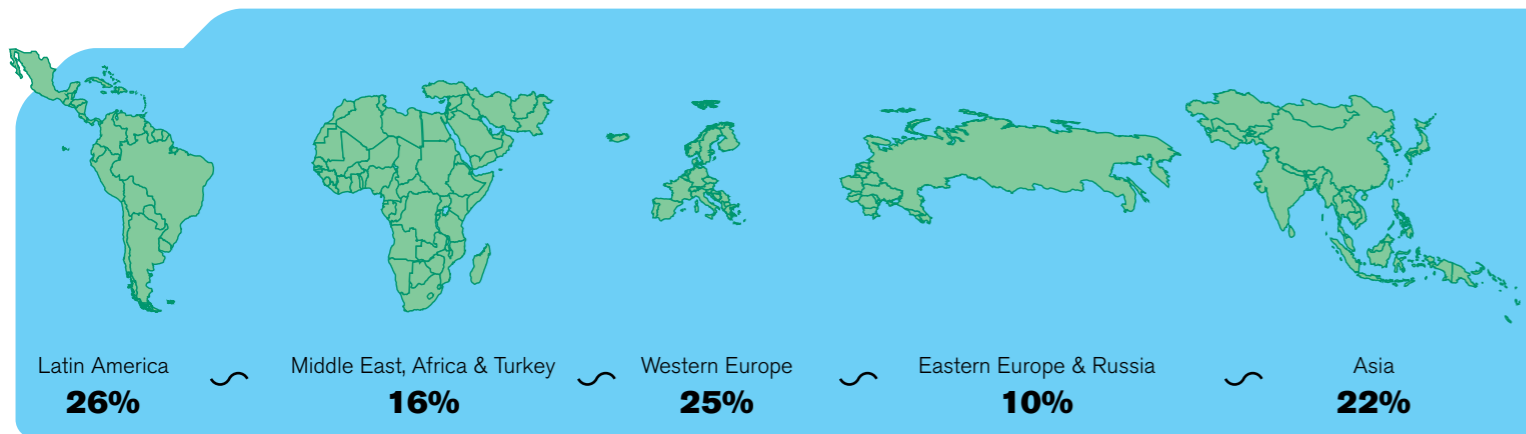 Latin America
26%
Middle East, Africa & Turkey
16%
Western Europe
25%
Eastern Europe & Russia
10%
Asia
22%